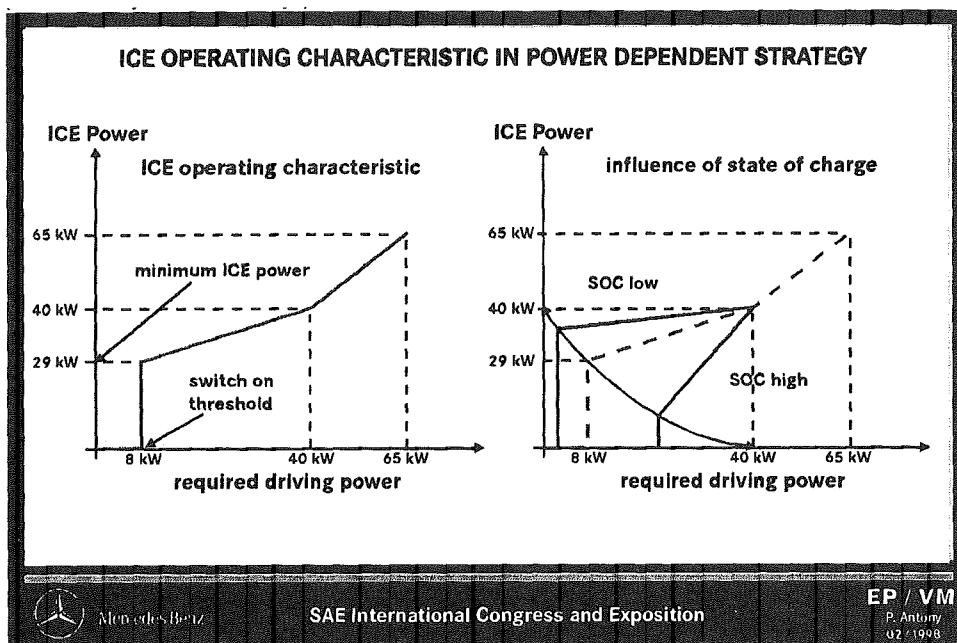 ICE OPERATING CHARACTERISTIC IN POWER DEPENDENT STRATEGY
ICE Power
ICE operating characteristic
65 kW
minimum ICE power
40 kW
29 kW
switch on
threshold
8 kW
40 kW
65 kW
required driving power
ICE Power
influence of state of charge
65 kW
SOC low
40 kW
29 kW
SOC high
8 kW
40 kW
65 kW
required driving power
Mercedes-Benz
SAE International Congress and Exposition
EP / VM
P. Antony
02 / 1998